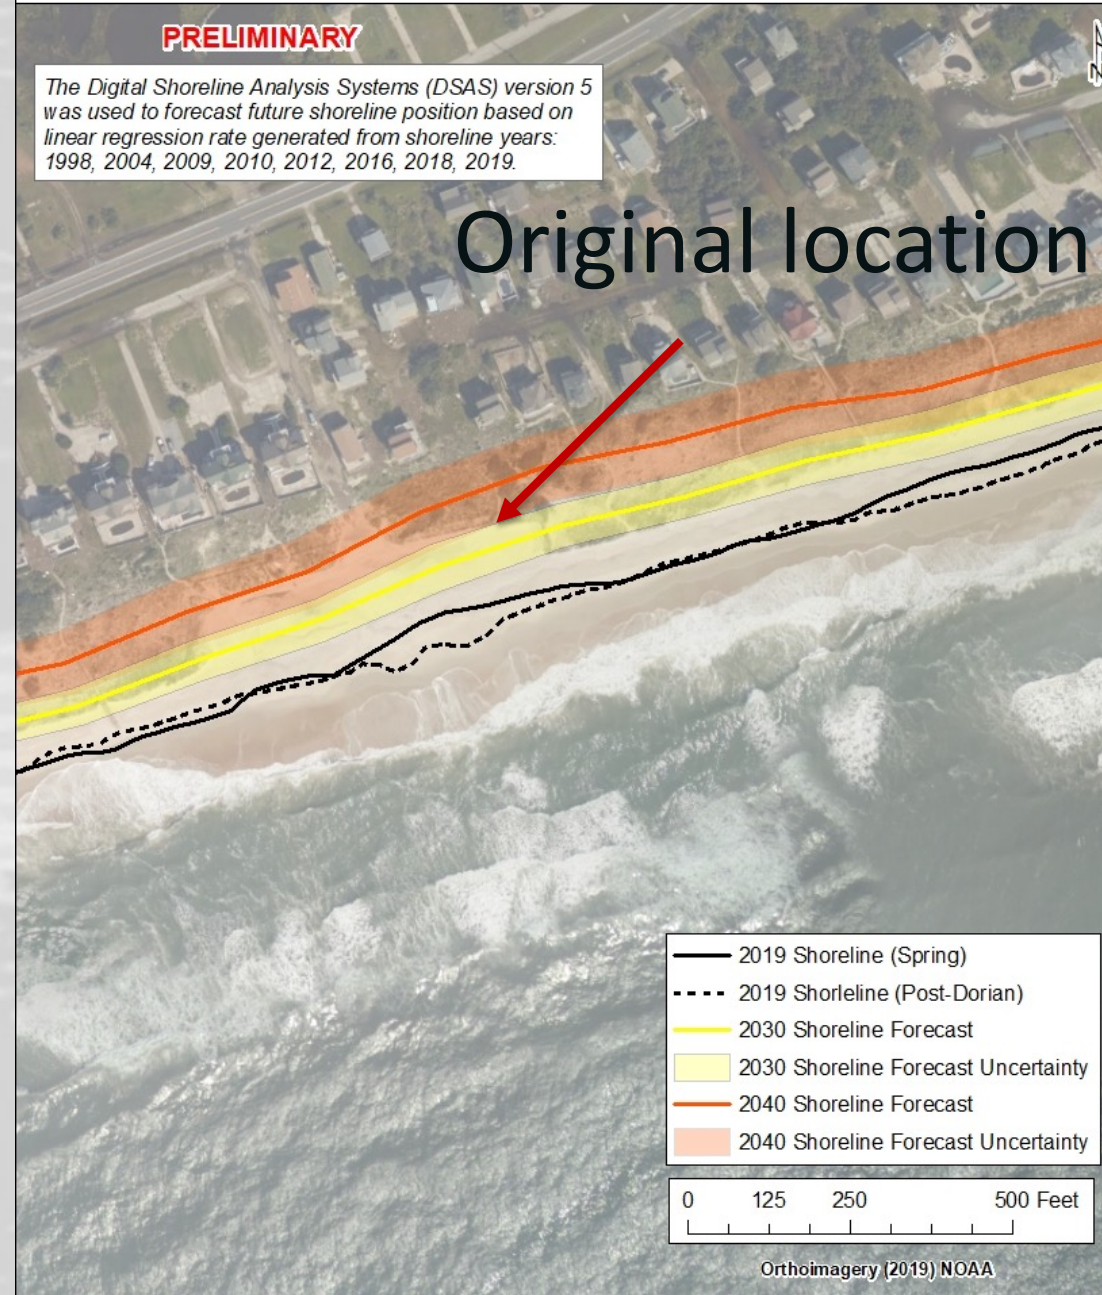 PRELIMINARY
The Digital Shoreline Analysis Systems (DSAS) version 5
was used to forecast future shoreline position based on
linear regression rate generated from shoreline years:
1998, 2004, 2009, 2010, 2012, 2016, 2018, 2019.
N
Original location
2019 Shoreline (Spring)
2019 Shorleline (Post-Dorian)
2030 Shoreline Forecast
2030 Shoreline Forecast Uncertainty
2040 Shoreline Forecast
2040 Shoreline Forecast Uncertainty
0 125 250 500 Feet
Orthoimagery (2019) NOAA